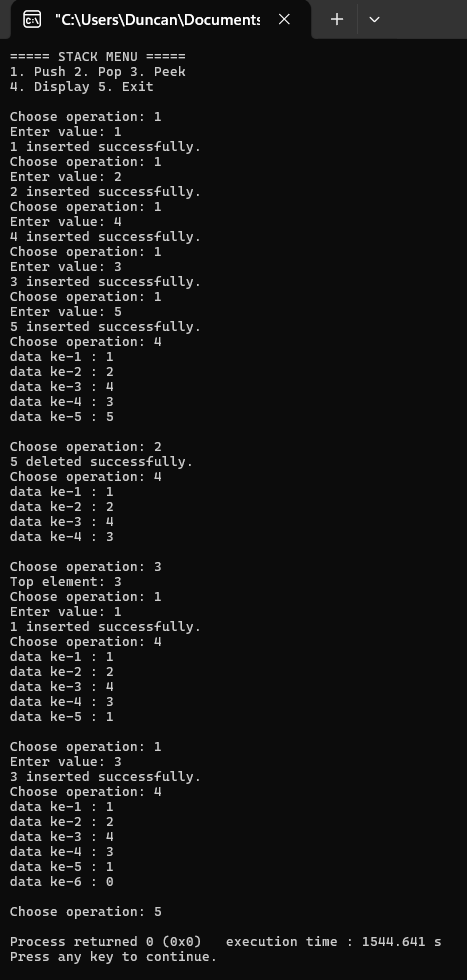 "C:\Users\Duncan\Documents
===== STACK MENU =====
1. Push 2. Pop 3. Peek
4. Display 5. Exit
Choose operation: 1
Enter value: 1
1 inserted successfully.
Choose operation: 1
Enter value: 2
2 inserted successfully.
Choose operation: 1
Enter value: 4
4 inserted successfully.
Choose operation: 1
Enter value: 3
3 inserted successfully.
Choose operation: 1
Enter value: 5
5 inserted successfully.
Choose operation: 4
data ke-1 : 1
data ke-2 : 2
data ke-3 : 4
data ke-4 : 3
data ke-5 : 5
Choose operation: 2
5 deleted successfully.
Choose operation: 4
data ke-1 : 1
data ke-2 : 2
data ke-3 : 4
data ke-4 : 3
Choose operation: 3
Top element: 3
Choose operation: 1
Enter value: 1
1 inserted successfully.
Choose operation: 4
data ke-1 : 1
data ke-2 : 2
data ke-3 : 4
data ke-4 : 3
data ke-5 : 1
Choose operation: 1
Enter value: 3
3 inserted successfully.
Choose operation: 4
data ke-1 : 1
data ke-2 : 2
data ke-3 : 4
data ke-4 : 3
data ke-5 : 1
data ke-6 : 0
Choose operation: 5
Process returned 0 (0x0)   execution time : 1544.641 s
Press any key to continue.